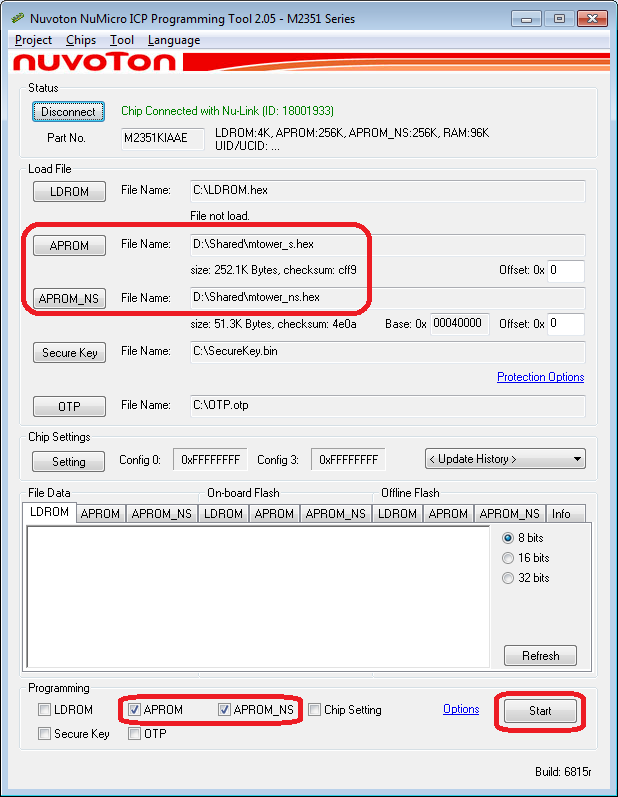 Nuvoton NuMicro ICP Programming Tool 2.05 - M2351 Series
Project Chips Tool Language
nuvoTon
Status
Disconnect Chip Connected with Nu-Link (ID: 18001933)
Part No. M2351KIAAE LDROM:4K, APROM:256K, APROM_NS:256K, RAM:96K
UID/UCID: ...
Load File
LDROM File Name: C:\LDROM.hex
File not load.
APROM File Name: D:\Shared\mtower_s.hex
size: 252.1K Bytes, checksum: cff9 Offset: 0x 0
APROM_NS File Name: D:\Shared\mtower_ns.hex
size: 51.3K Bytes, checksum: 4e0a Base: 0x 00040000 Offset: 0x 0
Secure Key File Name: C:\SecureKey.bin
Protection Options
OTP File Name: C:\OTP.otp
Chip Settings
Setting Config 0: 0xFFFFFFFF Config 3: 0xFFFFFFFF < Update History >
File Data On-board Flash Offline Flash
LDROM APROM APROM_NS LDROM APROM APROM_NS LDROM APROM APROM_NS Info
8 bits
16 bits
32 bits
Refresh
Programming
LDROM APROM APROM_NS Chip Setting Options Start
Secure Key OTP
Build: 6815r